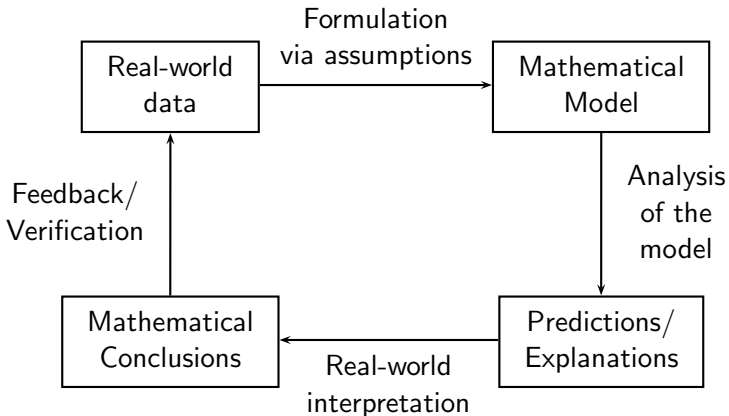 Formulation
via assumptions
Real-world
data
Mathematical
Model
Feedback/
Verification
Analysis
of the
model
Mathematical
Conclusions
Predictions/
Explanations
Real-world
interpretation